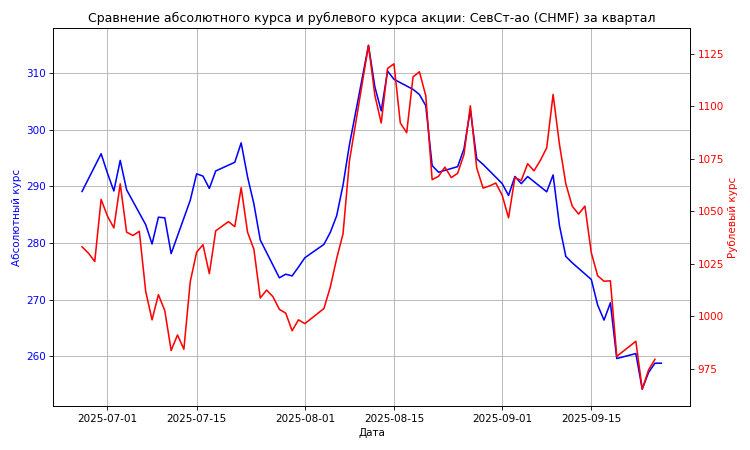 Сравнение абсолютного курса и рублевого курса акции: СевСт-ао (CHMF) за квартал
310
300
290
280
270
260
Абсолютный курс
1125
1100
1075
1050
1025
1000
975
Рублевый курс
2025-07-01 2025-07-15 2025-08-01 2025-08-15 2025-09-01 2025-09-15
Дата